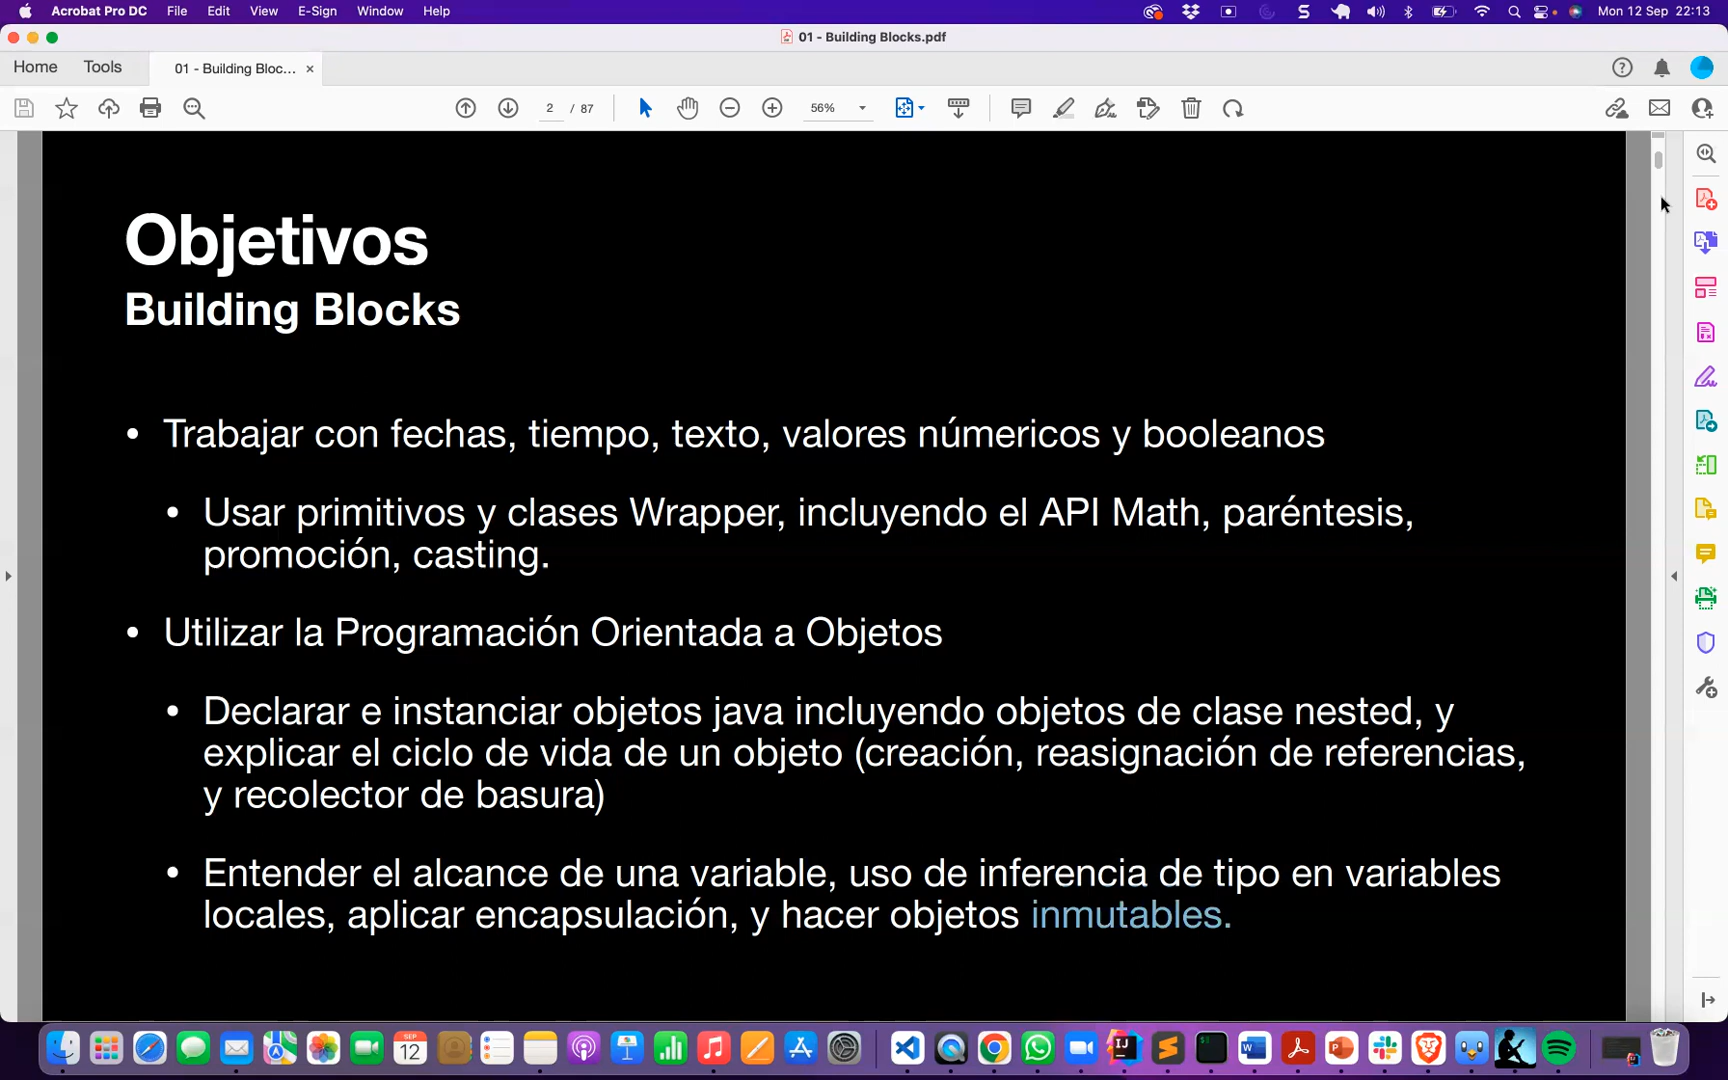 Acrobat Pro DC File Edit View E-Sign Window Help Mon 12 Sep 22:13
01 - Building Blocks.pdf
Home Tools 01 - Building Bloc... ×
2 / 87 56%
Objetivos
Building Blocks
• Trabajar con fechas, tiempo, texto, valores númericos y booleanos
• Usar primitivos y clases Wrapper, incluyendo el API Math, paréntesis,
promoción, casting.
• Utilizar la Programación Orientada a Objetos
• Declarar e instanciar objetos java incluyendo objetos de clase nested, y
explicar el ciclo de vida de un objeto (creación, reasignación de referencias,
y recolector de basura)
• Entender el alcance de una variable, uso de inferencia de tipo en variables
locales, aplicar encapsulación, y hacer objetos inmutables.
SEP
12
IJ